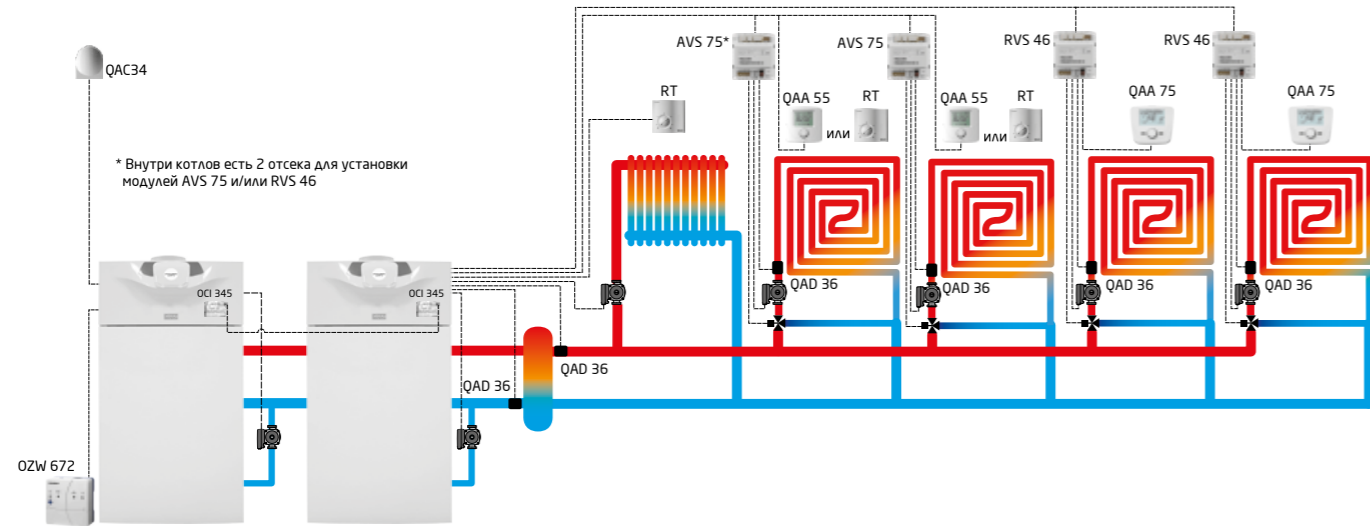 QAC34
* Внутри котлов есть 2 отсека для установки
модулей AVS 75 и/или RVS 46
AVS 75*
AVS 75
RVS 46
RVS 46
RT
QAA 55
или
RT
QAA 55
или
RT
QAA 75
QAA 75
OCI 345
OCI 345
QAD 36
QAD 36
QAD 36
QAD 36
QAD 36
QAD 36
OZW 672